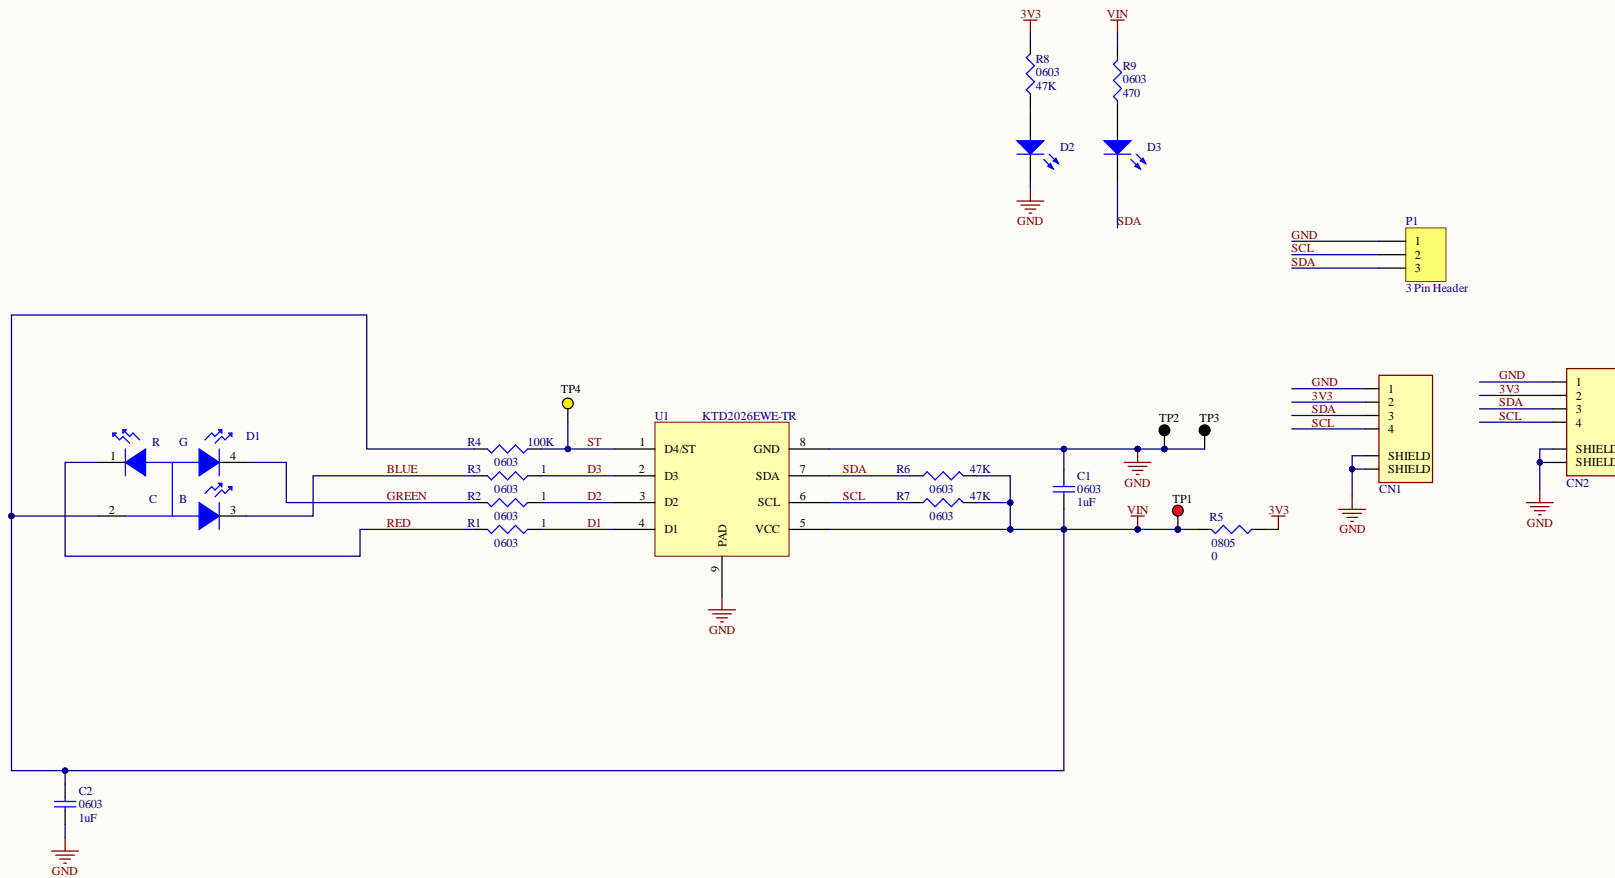 3V3
VIN
R8
0603
47K
R9
0603
470
D2
D3
GND
SDA
P1
GND
SCL
SDA
1
2
3
3 Pin Header
TP4
U1
KTD2026EWE-TR
R4
100K
ST
0603
1
D4/ST
GND
8
BLUE
R3
1
D3
0603
2
D3
SDA
7
SDA
R6
47K
0603
GREEN
R2
1
D2
0603
3
D2
SCL
6
SCL
R7
47K
0603
RED
R1
1
D1
0603
4
D1
VCC
5
PAD
9
GND
R
G
D1
1
4
C
B
2
3
TP2
TP3
GND
C1
0603
1uF
VIN
TP1
R5
0805
0
3V3
GND
3V3
SDA
SCL
1
2
3
4
SHIELD
SHIELD
CN1
GND
GND
3V3
SDA
SCL
1
2
3
4
SHIELD
SHIELD
CN2
GND
C2
0603
1uF
GND